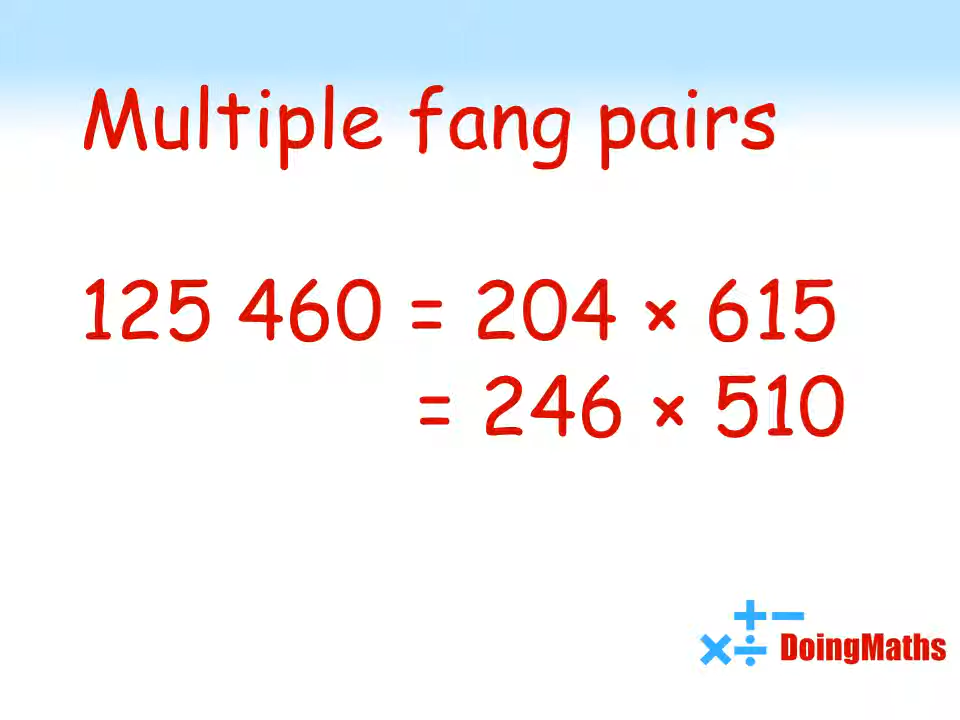 Multiple fang pairs
125 460 = 204 × 615
= 246 × 510
DoingMaths